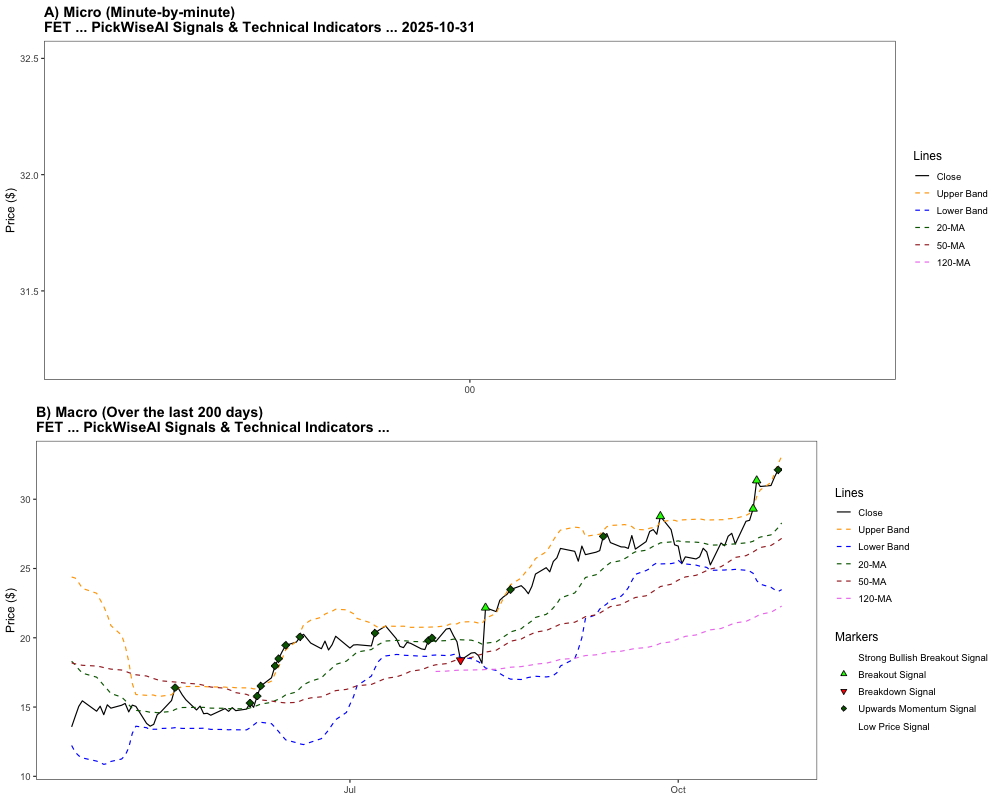 A) Micro (Minute-by-minute)
FET ... PickWiseAI Signals & Technical Indicators ... 2025-10-31
Price ($)
32.5
32.0
31.5
00
Lines
Close
Upper Band
Lower Band
20-MA
50-MA
120-MA
B) Macro (Over the last 200 days)
FET ... PickWiseAI Signals & Technical Indicators ...
Price ($)
30
25
20
15
10
Jul
Oct
Lines
Close
Upper Band
Lower Band
20-MA
50-MA
120-MA
Markers
Strong Bullish Breakout Signal
Breakout Signal
Breakdown Signal
Upwards Momentum Signal
Low Price Signal